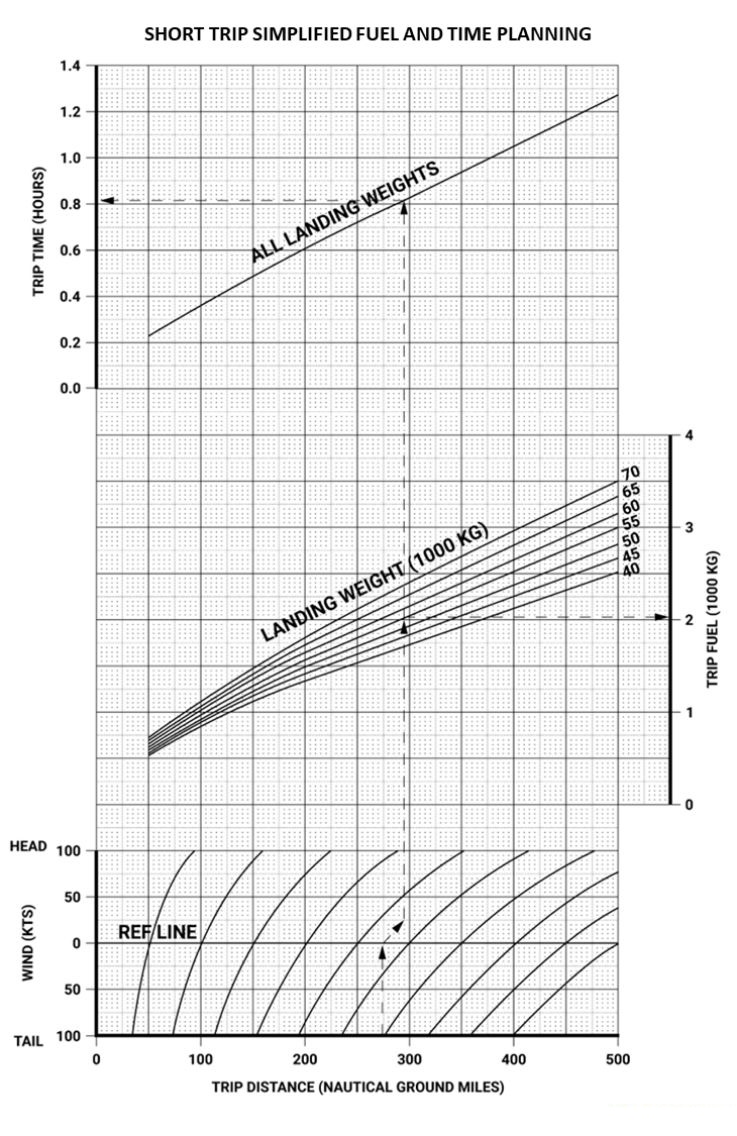 SHORT TRIP SIMPLIFIED FUEL AND TIME PLANNING
1.4
1.2
1.0
0.8
0.6
0.4
0.2
0.0
TRIP TIME (HOURS)
ALL LANDING WEIGHTS
4
3
2
1
0
TRIP FUEL (1000 KG)
LANDING WEIGHT (1000 KG)
70
65
60
55
50
45
40
HEAD 100
50
0
50
TAIL 100
WIND (KTS)
REF LINE
0 100 200 300 400 500
TRIP DISTANCE (NAUTICAL GROUND MILES)